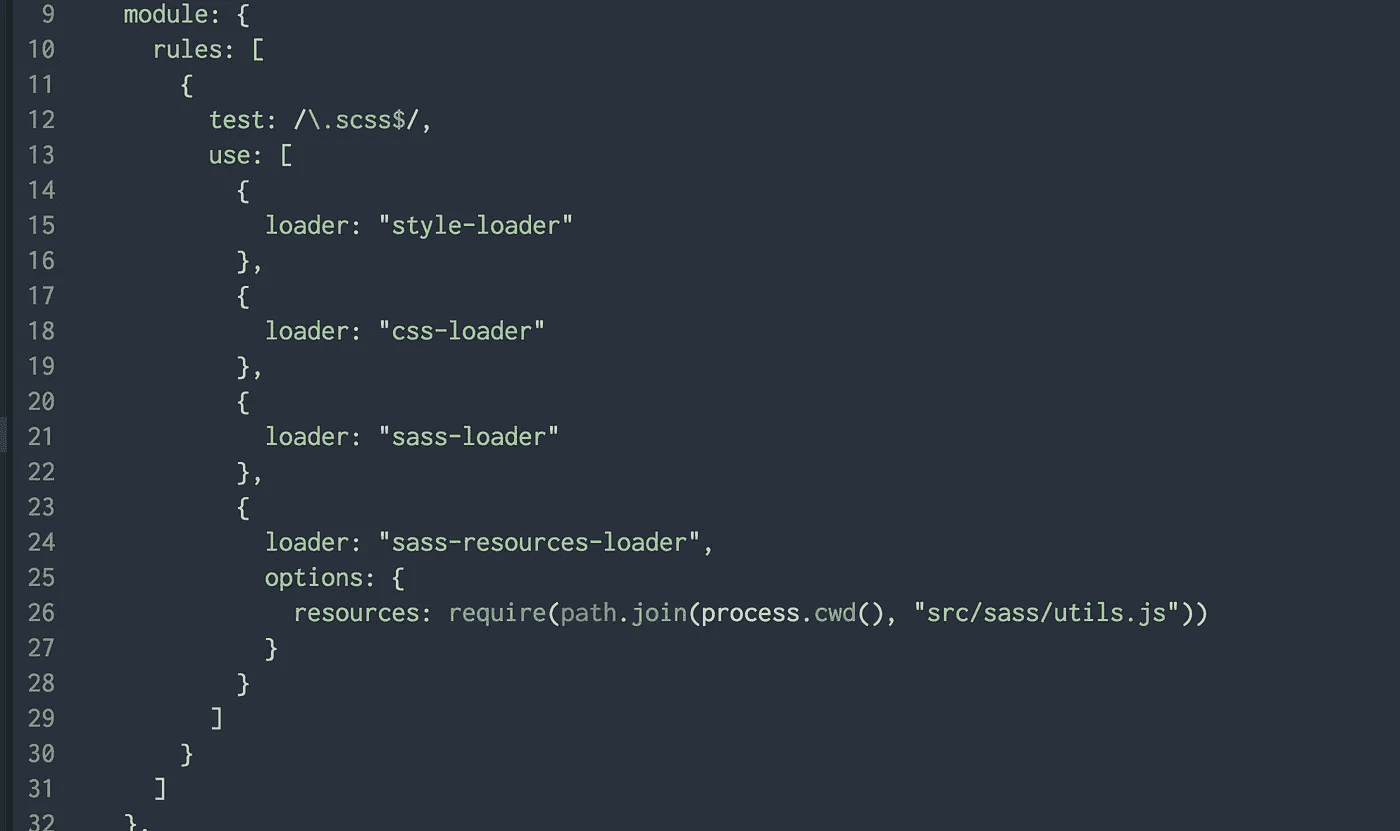 9 module: {
10 rules: [
11 {
12 test: /\.scss$/,
13 use: [
14 {
15 loader: "style-loader"
16 },
17 {
18 loader: "css-loader"
19 },
20 {
21 loader: "sass-loader"
22 },
23 {
24 loader: "sass-resources-loader",
25 options: {
26 resources: require(path.join(process.cwd(), "src/sass/utils.js"))
27 }
28 }
29 ]
30 }
31 ]
32 },